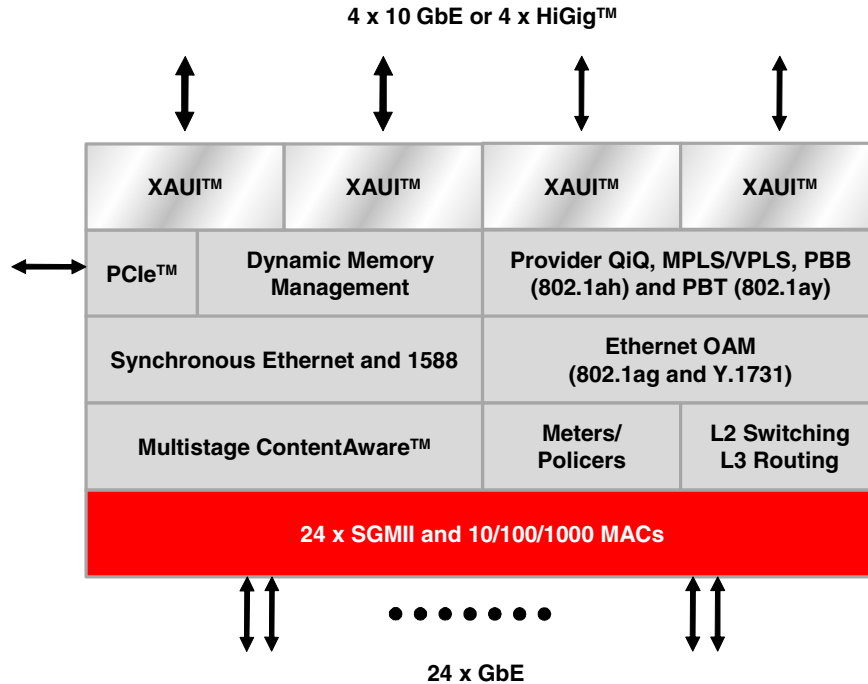 4 x 10 GbE or 4 x HiGig™
XAUI™
XAUI™
XAUI™
XAUI™
PCIe™
Dynamic Memory
Management
Provider QiQ, MPLS/VPLS, PBB
(802.1ah) and PBT (802.1ay)
Synchronous Ethernet and 1588
Ethernet OAM
(802.1ag and Y.1731)
Multistage ContentAware™
Meters/
Policers
L2 Switching
L3 Routing
24 x SGMII and 10/100/1000 MACs
24 x GbE